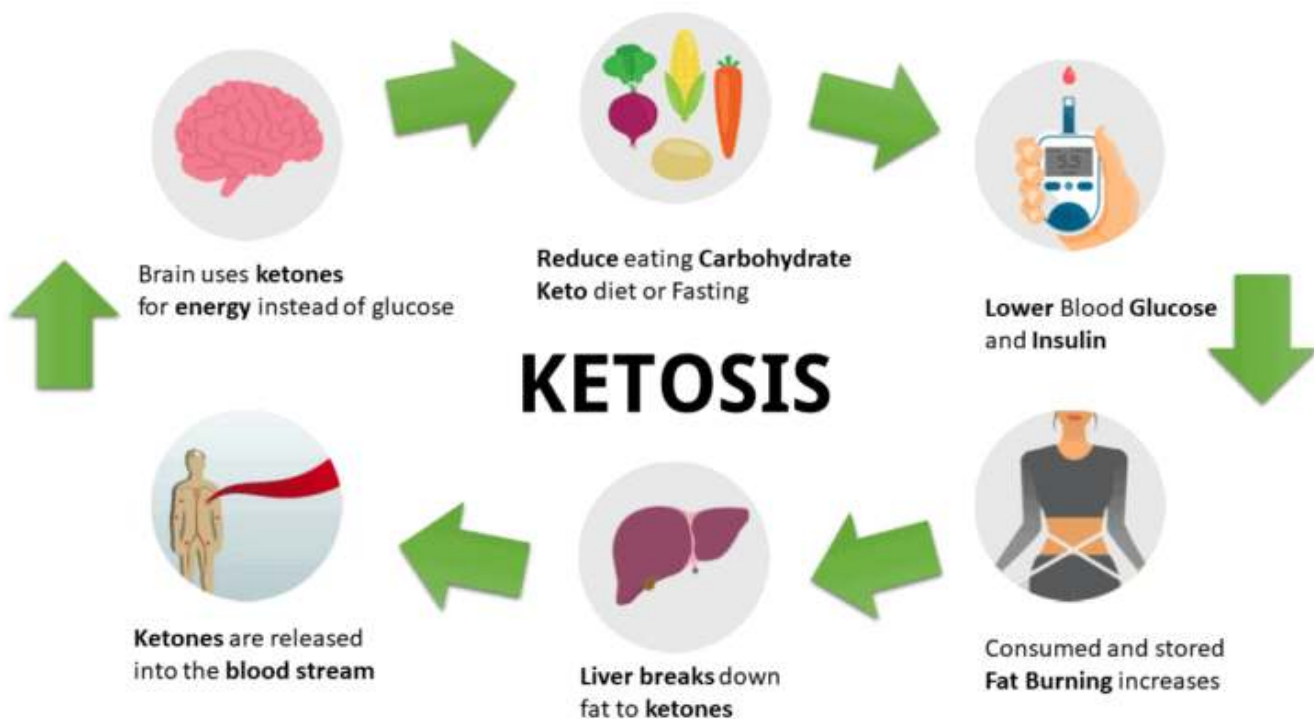 Brain uses ketones
for energy instead of glucose
Reduce eating Carbohydrate
Keto diet or Fasting
Lower Blood Glucose
and Insulin
KETOSIS
Ketones are released
into the blood stream
Liver breaks down
fat to ketones
Consumed and stored
Fat Burning increases